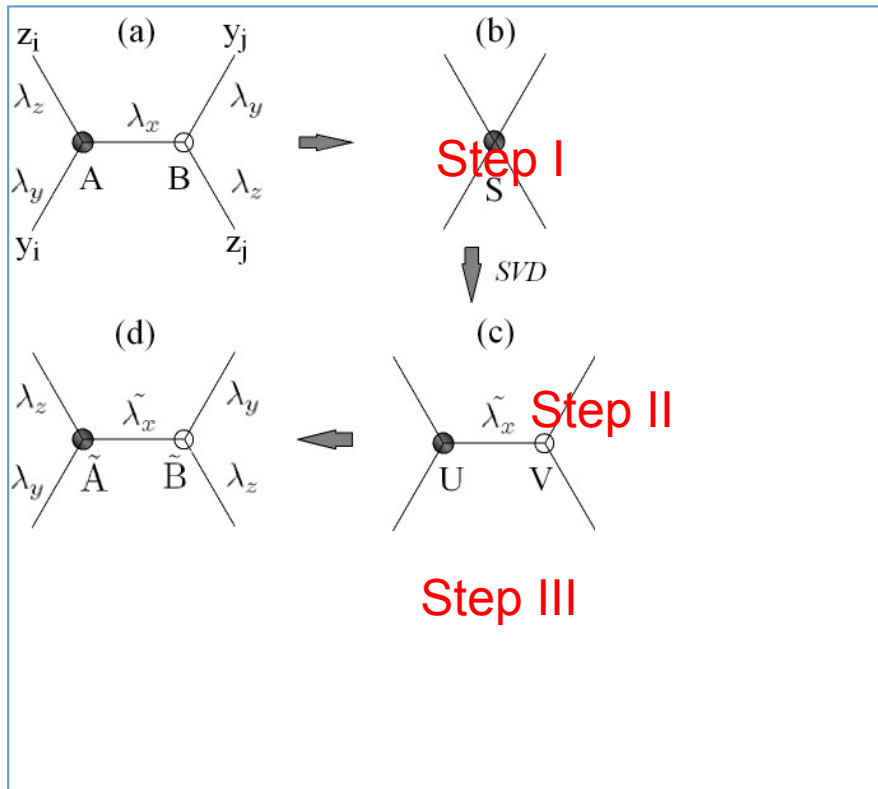 (a)
(b)
z_i
y_j
λ_z
λ_x
λ_y
Step I
A
B
λ_y
λ_z
S
y_i
z_j
SVD
(d)
(c)
λ_z
λ̃_x
λ_y
λ̃_x
Step II
λ_y
Ã
B̃
λ_z
U
V
Step III